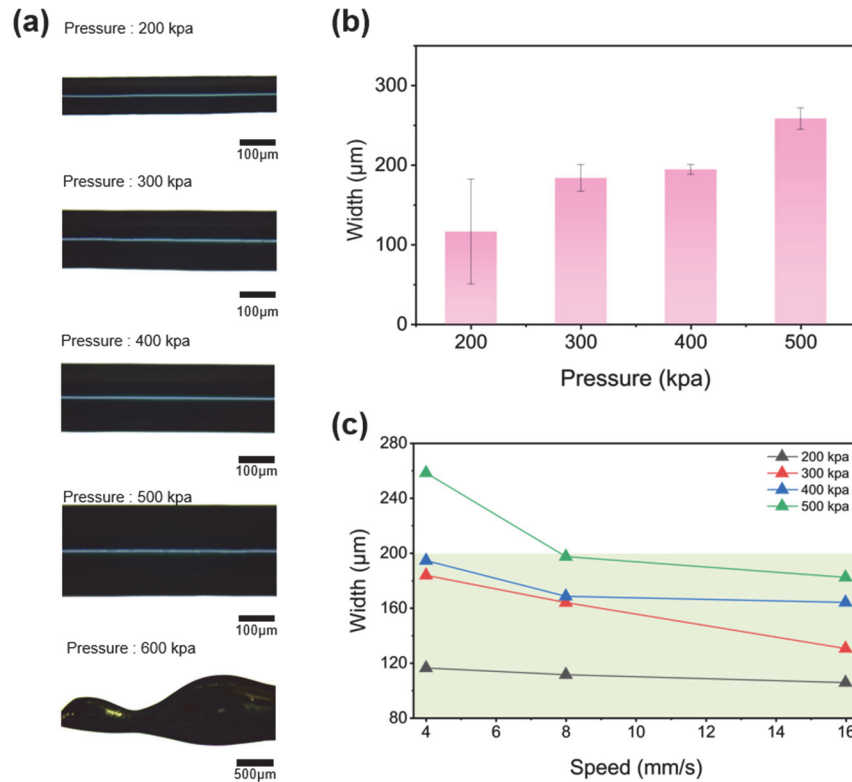 (a)
Pressure : 200 kpa
100μm
Pressure : 300 kpa
100μm
Pressure : 400 kpa
100μm
Pressure : 500 kpa
100μm
Pressure : 600 kpa
500μm
(b)
Width (μm)
300
200
100
0
200 300 400 500
Pressure (kpa)
(c)
Width (μm)
280
240
200
160
120
80
200 kpa
300 kpa
400 kpa
500 kpa
4 6 8 10 12 14 16
Speed (mm/s)